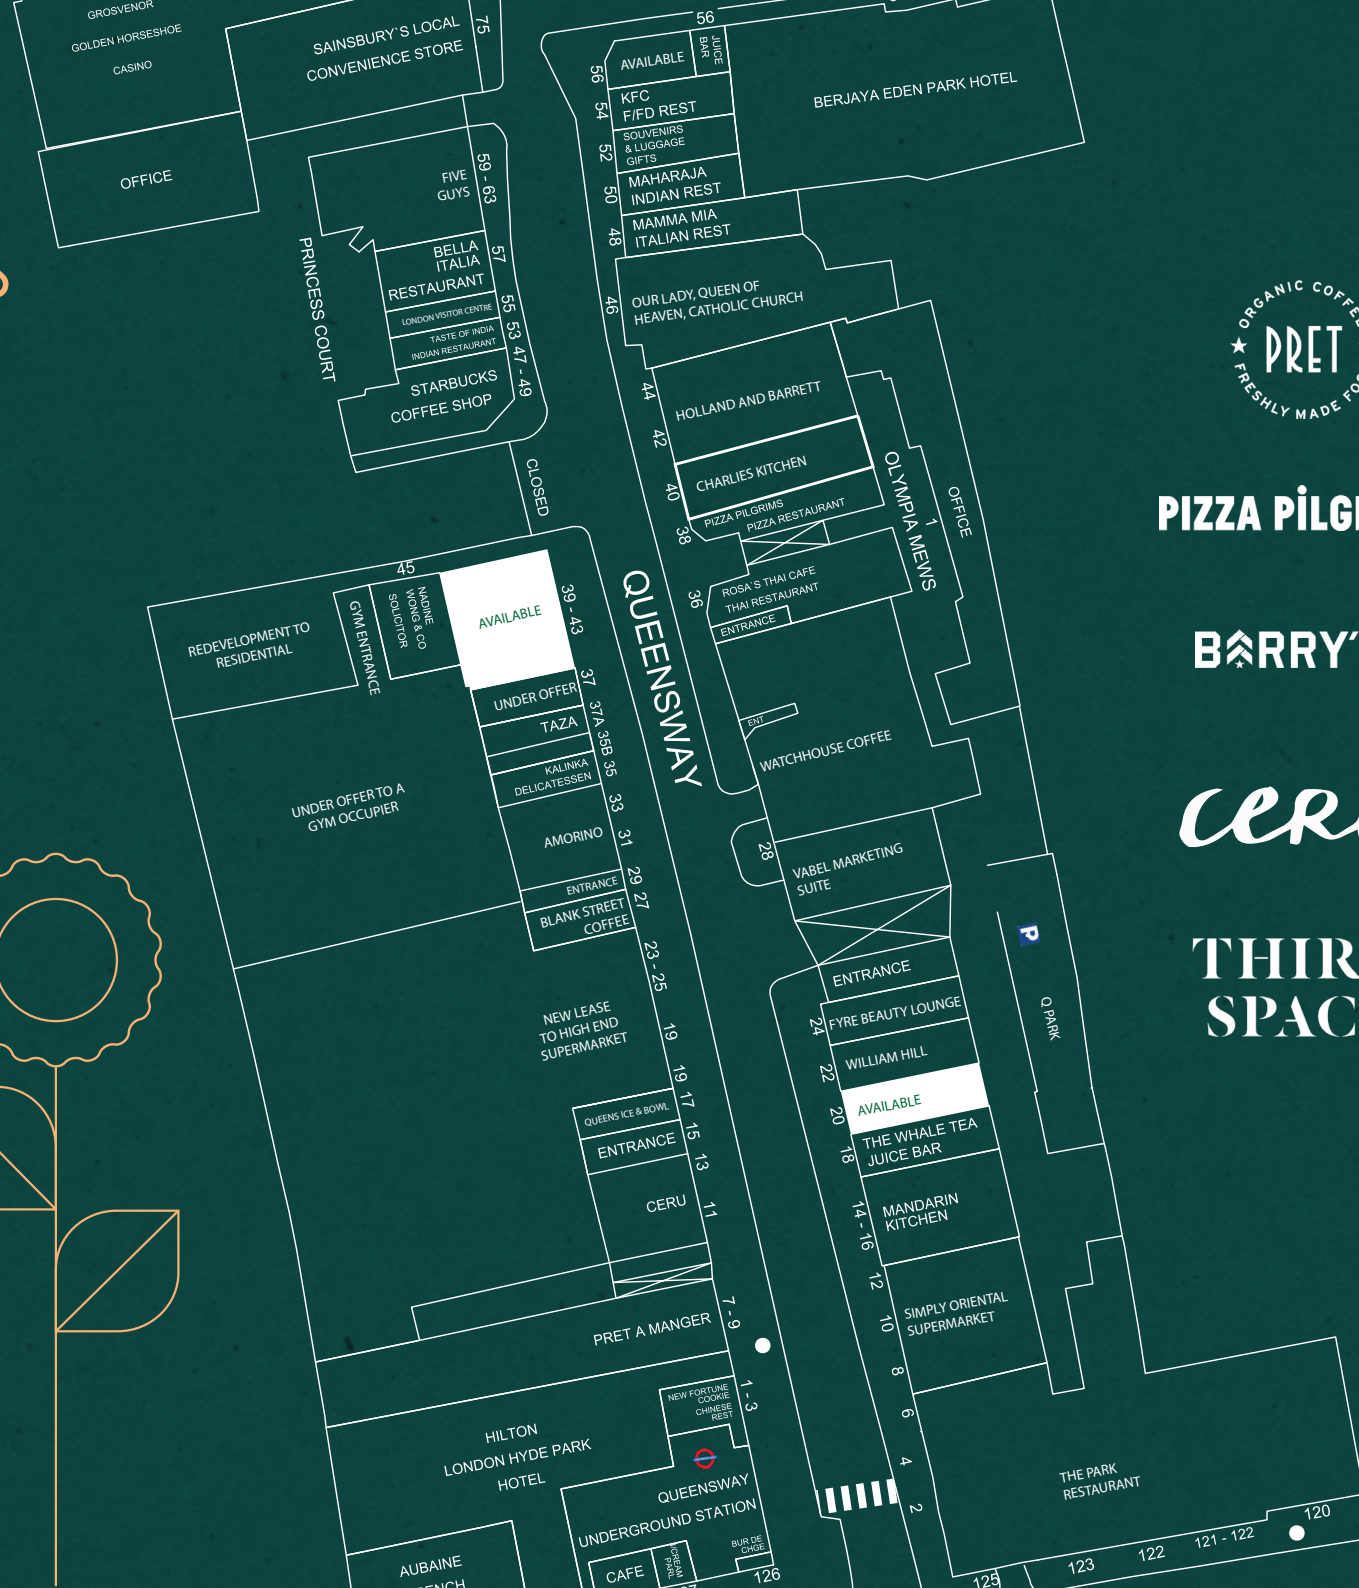 GROSVENOR
GOLDEN HORSESHOE
CASINO
OFFICE
SAINSBURY`S LOCAL
CONVENIENCE STORE
75
FIVE
GUYS
59 - 63
BELLA
ITALIA
RESTAURANT
57
LONDON VISITOR CENTRE
55
TASTE OF INDIA
INDIAN RESTAURANT
53
STARBUCKS
COFFEE SHOP
47 - 49
PRINCESS COURT
CLOSED
56
AVAILABLE
JUICE
BAR
56
KFC
F/FD REST
54
SOUVENIRS
& LUGGAGE
GIFTS
52
MAHARAJA
INDIAN REST
50
MAMMA MIA
ITALIAN REST
48
BERJAYA EDEN PARK HOTEL
OUR LADY, QUEEN OF
HEAVEN, CATHOLIC CHURCH
46
44
HOLLAND AND BARRETT
42
CHARLIES KITCHEN
40
PIZZA PILGRIMS
PIZZA RESTAURANT
38
OLYMPIA MEWS
1
OFFICE
ROSA`S THAI CAFE
THAI RESTAURANT
36
ENTRANCE
ENT
WATCHHOUSE COFFEE
QUEENSWAY
45
REDEVELOPMENT TO
RESIDENTIAL
GYM ENTRANCE
NADINE
WONG & CO
SOLICITOR
AVAILABLE
39 - 43
UNDER OFFER
37
TAZA
37A
35B
KALINKA
DELICATESSEN
35
33
AMORINO
31
ENTRANCE
29
BLANK STREET
COFFEE
27
UNDER OFFER TO A
GYM OCCUPIER
23 - 25
NEW LEASE
TO HIGH END
SUPERMARKET
19
19
QUEENS ICE & BOWL
17
ENTRANCE
15
13
CERU
11
PRET A MANGER
7 - 9
NEW FORTUNE
COOKIE
CHINESE
REST
1 - 3
HILTON
LONDON HYDE PARK
HOTEL
QUEENSWAY
UNDERGROUND STATION
AUBAINE
CAFE
BUR DE
CHGE
126
28
VABEL MARKETING
SUITE
ENTRANCE
24
FYRE BEAUTY LOUNGE
22
WILLIAM HILL
20
AVAILABLE
18
THE WHALE TEA
JUICE BAR
14 - 16
MANDARIN
KITCHEN
12
10
SIMPLY ORIENTAL
SUPERMARKET
8
6
4
2
P
Q PARK
THE PARK
RESTAURANT
120
121 - 122
122
123
125
ORGANIC COFFE
PRET
FRESHLY MADE FO
PIZZA PILG
BARRY'
CER
THIR
SPAC